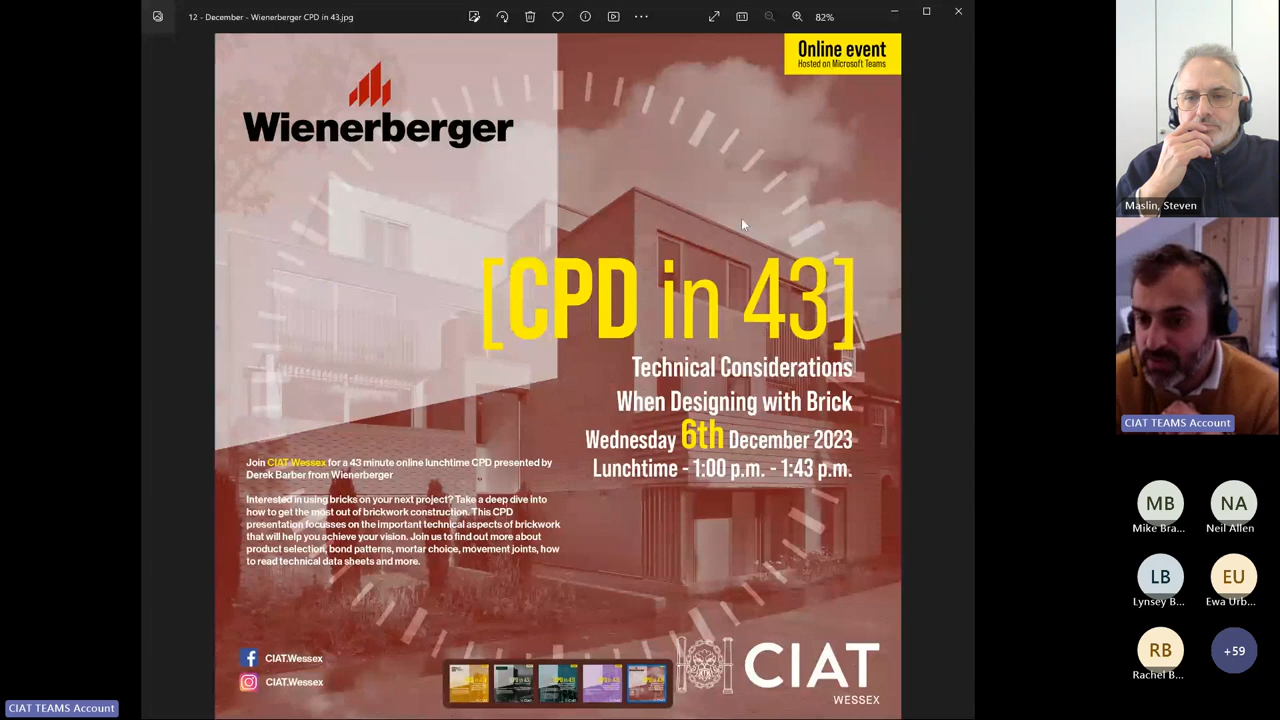 12 - December - Wienerberger CPD in 43.jpg
82%
Online event
Hosted on Microsoft Teams
Wienerberger
[CPD in 43]
Technical Considerations
When Designing with Brick
Wednesday 6th December 2023
Lunchtime - 1:00 p.m. - 1:43 p.m.
Join CIAT Wessex for a 43 minute online lunchtime CPD presented by
Derek Barber from Wienerberger
Interested in using bricks on your next project? Take a deep dive into
how to get the most out of brickwork construction. This CPD
presentation focusses on the important technical aspects of brickwork
that will help you achieve your vision. Join us to find out more about
product selection, bond patterns, mortar choice, movement joints, how
to read technical data sheets and more.
CIAT.Wessex
CIAT.Wessex
CIAT
WESSEX
CIAT TEAMS Account
Maslin, Steven
CIAT TEAMS Account
MB
Mike Bra...
NA
Neil Allen
LB
Lynsey B...
EU
Ewa Urb...
RB
Rachel B...
+59